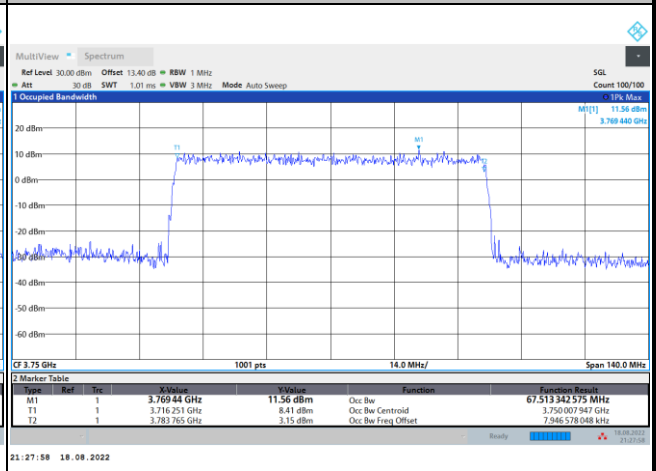 MultiView Spectrum
Ref Level 30.00 dBm Offset 13.40 dB RBW 1 MHz SGL
Att 30 dB SWT 1.01 ms VBW 3 MHz Mode Auto Sweep Count 100/100
1 Occupied Bandwidth 1Pk Max
M1[1] 11.56 dBm
3.769 440 GHz
M1
T1
20 dBm
10 dBm
0 dBm
-10 dBm
-20 dBm
-30 dBm
-40 dBm
-50 dBm
-60 dBm
CF 3.75 GHz 1001 pts 14.0 MHz/ Span 140.0 MHz
2 Marker Table
Type Ref Trc X-Value Y-Value Function Function Result
M1 1 3.769 44 GHz 11.56 dBm Occ Bw 67.513 342 575 MHz
T1 1 3.716 251 GHz 8.41 dBm Occ Bw Centroid 3.750 007 947 GHz
T2 1 3.783 765 GHz 3.15 dBm Occ Bw Freq Offset 7.946 578 048 kHz
Ready 18.08.2022
21:27:58
21:27:58 18.08.2022